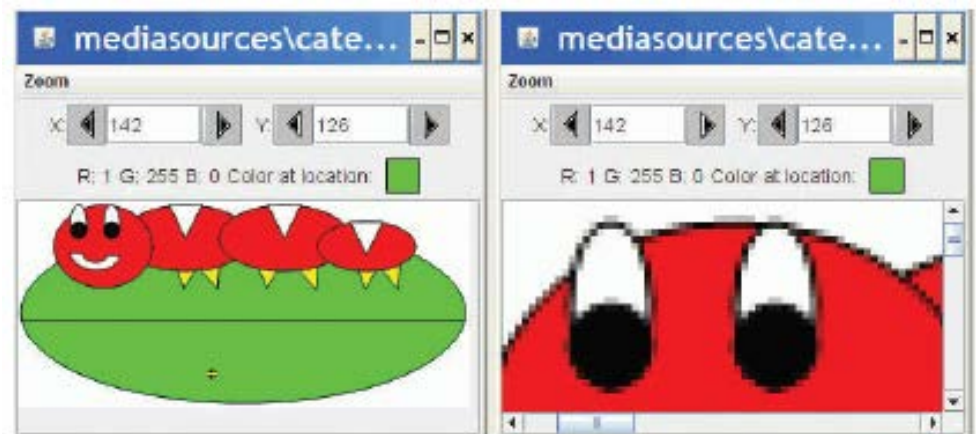 mediasources\cate...
Zoom
X: 142 Y: 126
R: 1 G: 255 B: 0 Color at location:
mediasources\cate...
Zoom
X: 142 Y: 126
R: 1 G: 255 B: 0 Color at location: